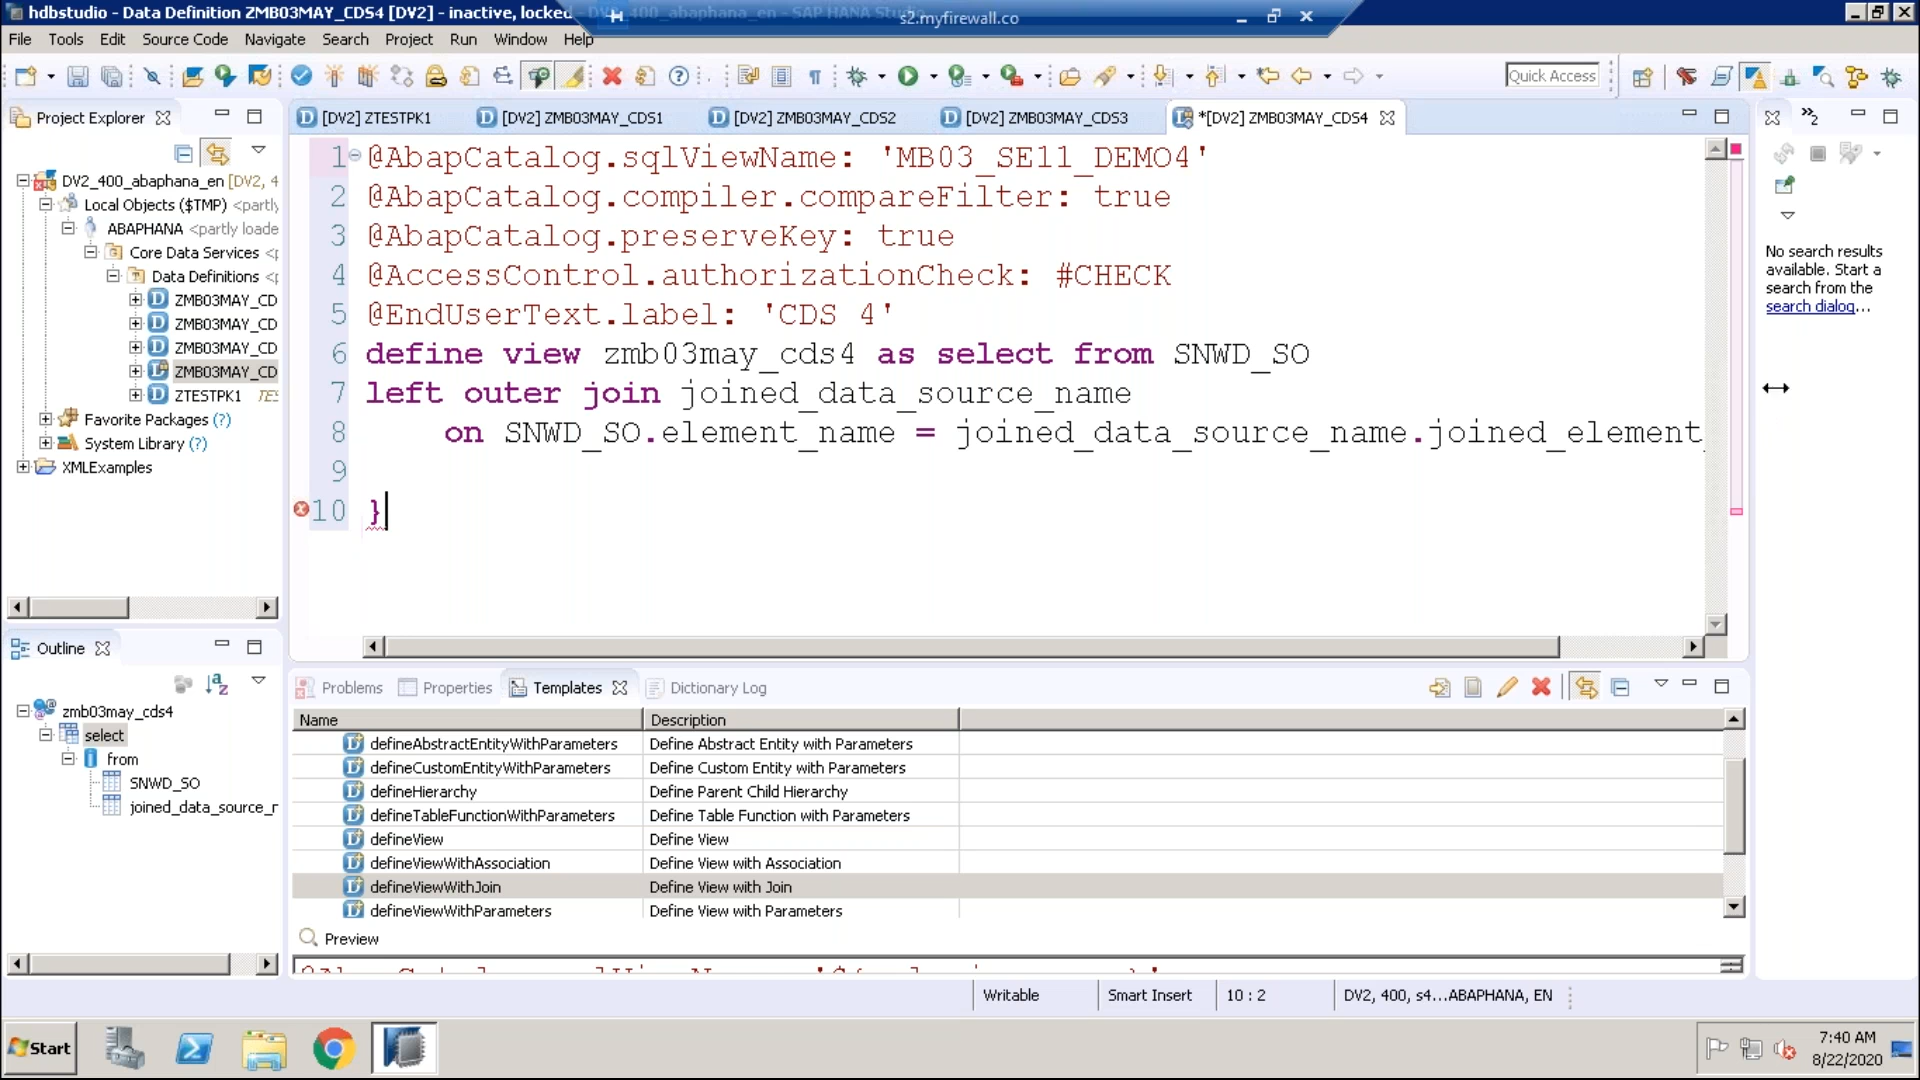 hdbstudio - Data Definition ZMB03MAY_CDS4 [DV2] - inactive, locked
s2.myfirewall.co
File Tools Edit Source Code Navigate Search Project Run Window Help
Quick Access
Project Explorer
[DV2] ZTESTPK1
[DV2] ZMB03MAY_CDS1
[DV2] ZMB03MAY_CDS2
[DV2] ZMB03MAY_CDS3
*[DV2] ZMB03MAY_CDS4
DV2_400_abaphana_en [DV2, 4
Local Objects ($TMP) <partly
ABAPHANA <partly loade
Core Data Services <
Data Definitions <
ZMB03MAY_CD
ZMB03MAY_CD
ZMB03MAY_CD
ZMB03MAY_CD
ZTESTPK1 TES
Favorite Packages (?)
System Library (?)
XMLExamples
1 @AbapCatalog.sqlViewName: 'MB03_SE11_DEMO4'
2 @AbapCatalog.compiler.compareFilter: true
3 @AbapCatalog.preserveKey: true
4 @AccessControl.authorizationCheck: #CHECK
5 @EndUserText.label: 'CDS 4'
6 define view zmb03may_cds4 as select from SNWD_SO
7 left outer join joined_data_source_name
8 on SNWD_SO.element_name = joined_data_source_name.joined_element_
9
10 }
No search results
available. Start a
search from the
search dialog...
Outline
zmb03may_cds4
select
from
SNWD_SO
joined_data_source_r
Problems Properties Templates Dictionary Log
Name Description
defineAbstractEntityWithParameters Define Abstract Entity with Parameters
defineCustomEntityWithParameters Define Custom Entity with Parameters
defineHierarchy Define Parent Child Hierarchy
defineTableFunctionWithParameters Define Table Function with Parameters
defineView Define View
defineViewWithAssociation Define View with Association
defineViewWithJoin Define View with Join
defineViewWithParameters Define View with Parameters
Preview
Writable Smart Insert 10 : 2 DV2, 400, s4...ABAPHANA, EN
Start
7:40 AM
8/22/2020